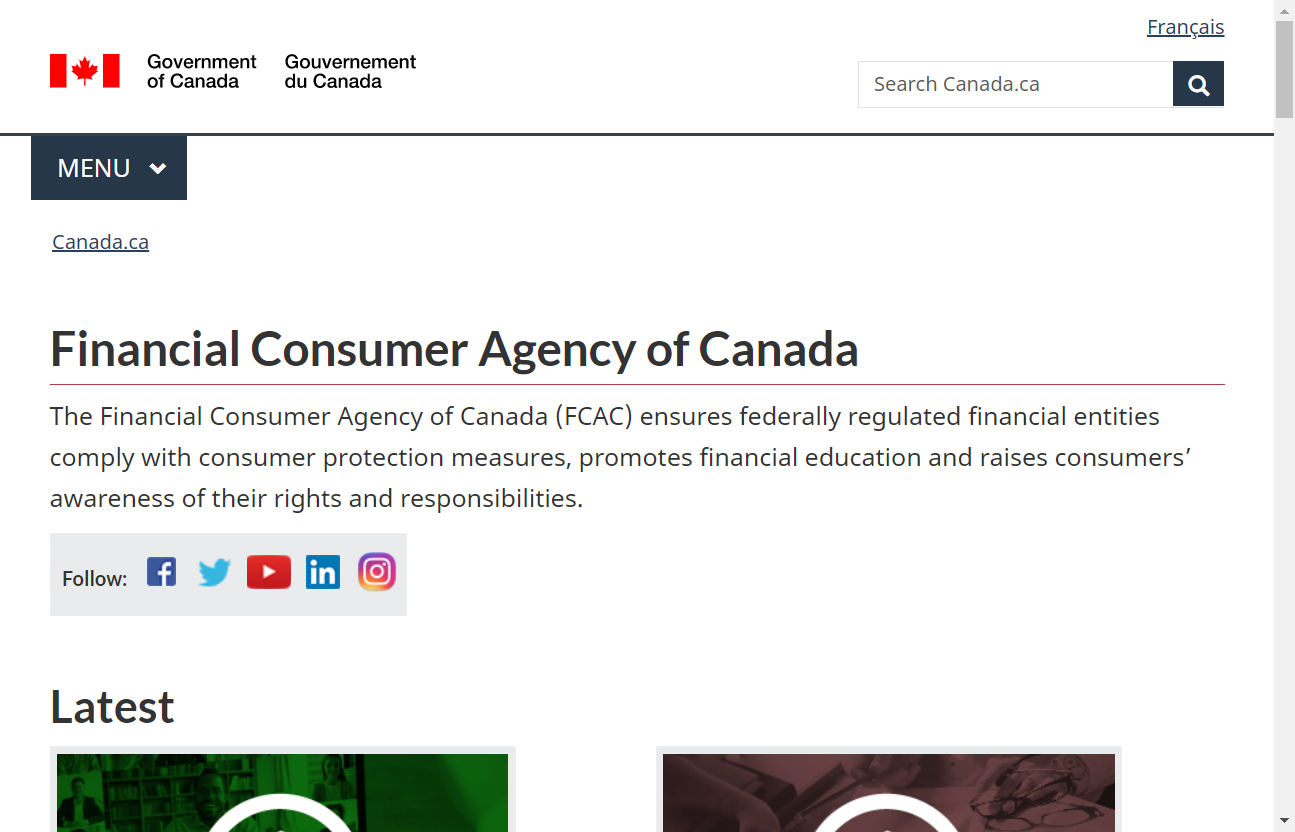 Français
Government
of Canada
Gouvernement
du Canada
Search Canada.ca
MENU
Canada.ca
Financial Consumer Agency of Canada
The Financial Consumer Agency of Canada (FCAC) ensures federally regulated financial entities
comply with consumer protection measures, promotes financial education and raises consumers’
awareness of their rights and responsibilities.
Follow:
Latest